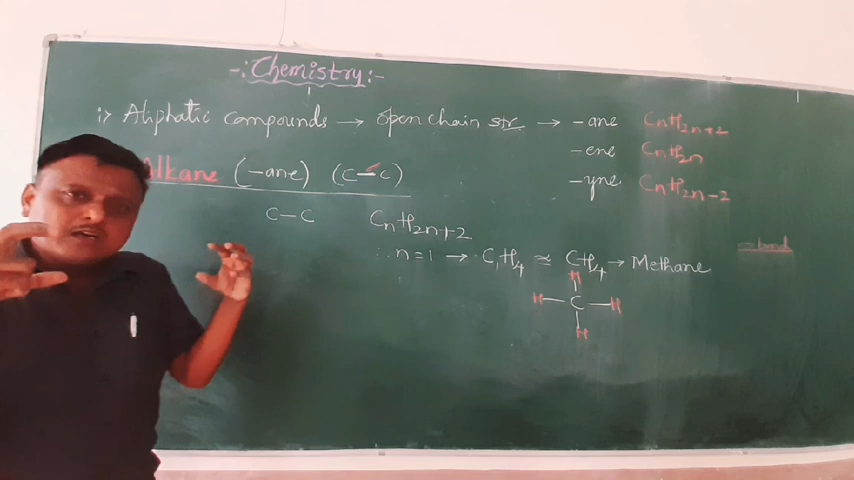 -:Chemistry:-
i> Aliphatic compounds → open chain str → -ane CnH2n+2
-ene CnH2n
-yne CnH2n-2
Alkane (-ane) (C-C)
C-C CnH2n+2
∴ n=1 → C1H4 ≈ CH4 → Methane
bond
H
H-C-H
H